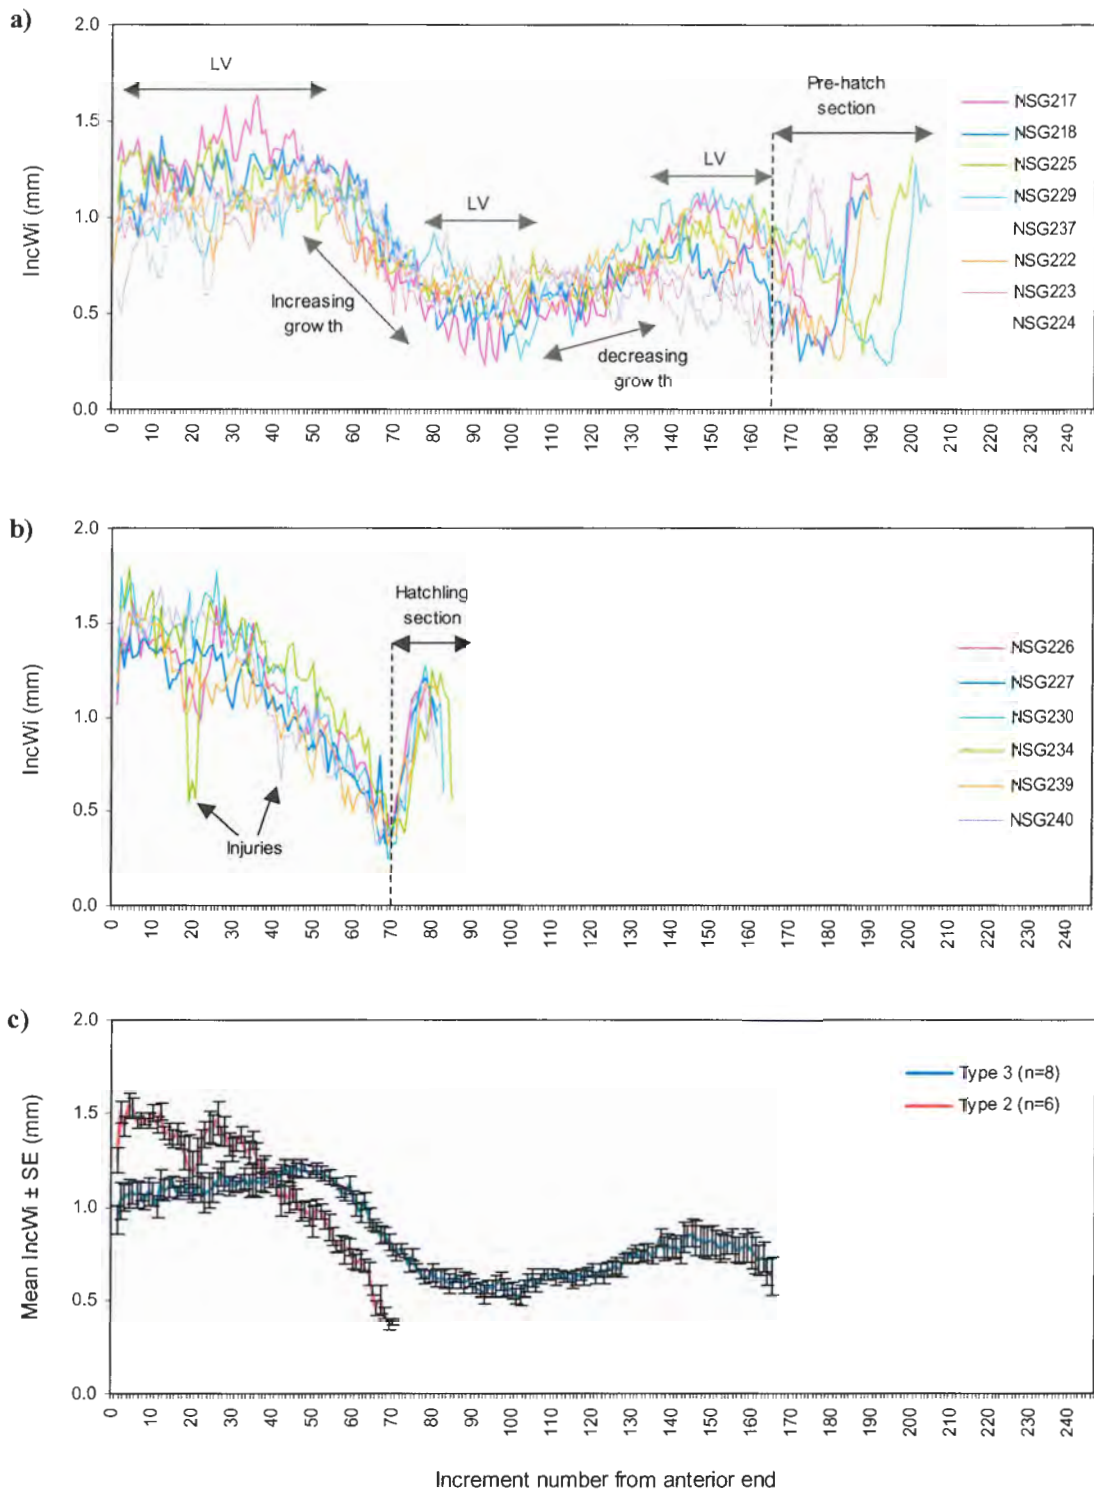 a)
2.0
1.5
1.0
0.5
0.0
IncWi (mm)
LV
LV
LV
Increasing
growth
decreasing
growth
Pre-hatch
section
NSG217
NSG218
NSG225
NSG229
NSG237
NSG222
NSG223
NSG224
0 10 20 30 40 50 60 70 80 90 100 110 120 130 140 150 160 170 180 190 200 210 220 230 240
b)
2.0
1.5
1.0
0.5
0.0
IncWi (mm)
Hatchling
section
Injuries
NSG226
NSG227
NSG230
NSG234
NSG239
NSG240
0 10 20 30 40 50 60 70 80 90 100 110 120 130 140 150 160 170 180 190 200 210 220 230 240
c)
2.0
1.5
1.0
0.5
0.0
Mean IncWi ± SE (mm)
Type 3 (n=8)
Type 2 (n=6)
0 10 20 30 40 50 60 70 80 90 100 110 120 130 140 150 160 170 180 190 200 210 220 230 240
Increment number from anterior end